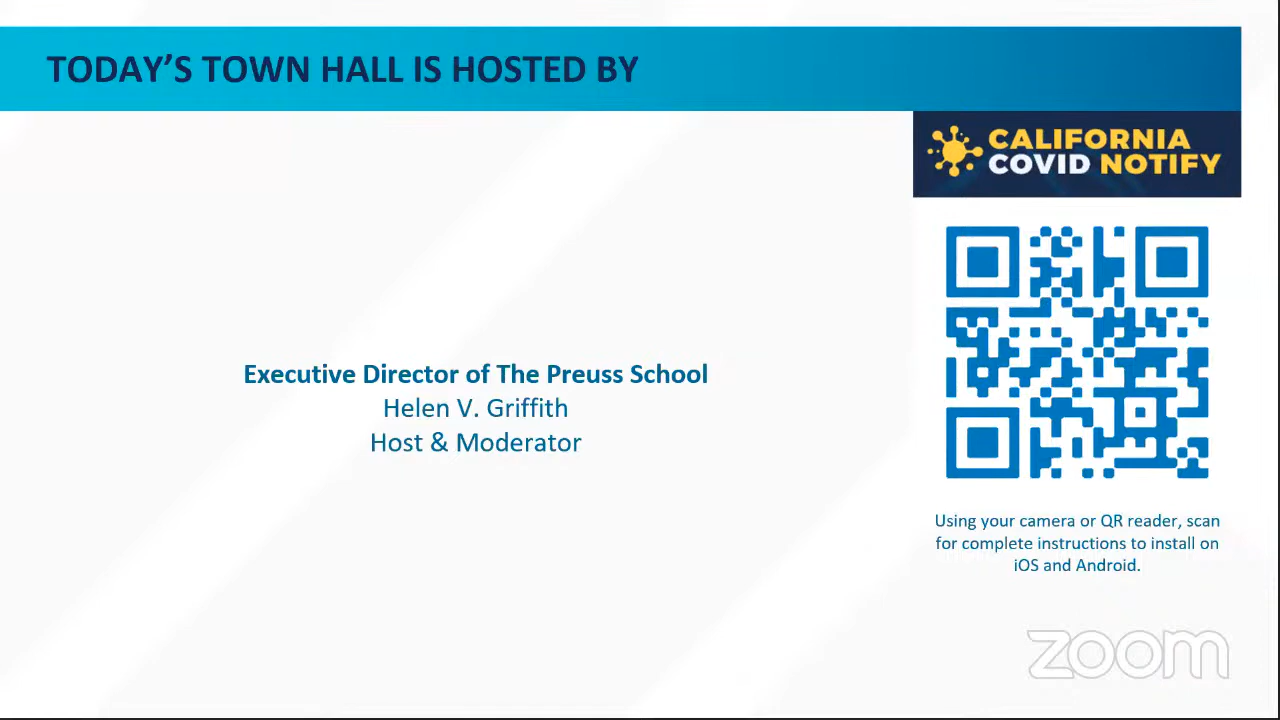 TODAY'S TOWN HALL IS HOSTED BY
CALIFORNIA
COVID NOTIFY
Executive Director of The Preuss School
Helen V. Griffith
Host & Moderator
Using your camera or QR reader, scan
for complete instructions to install on
iOS and Android.
zoom